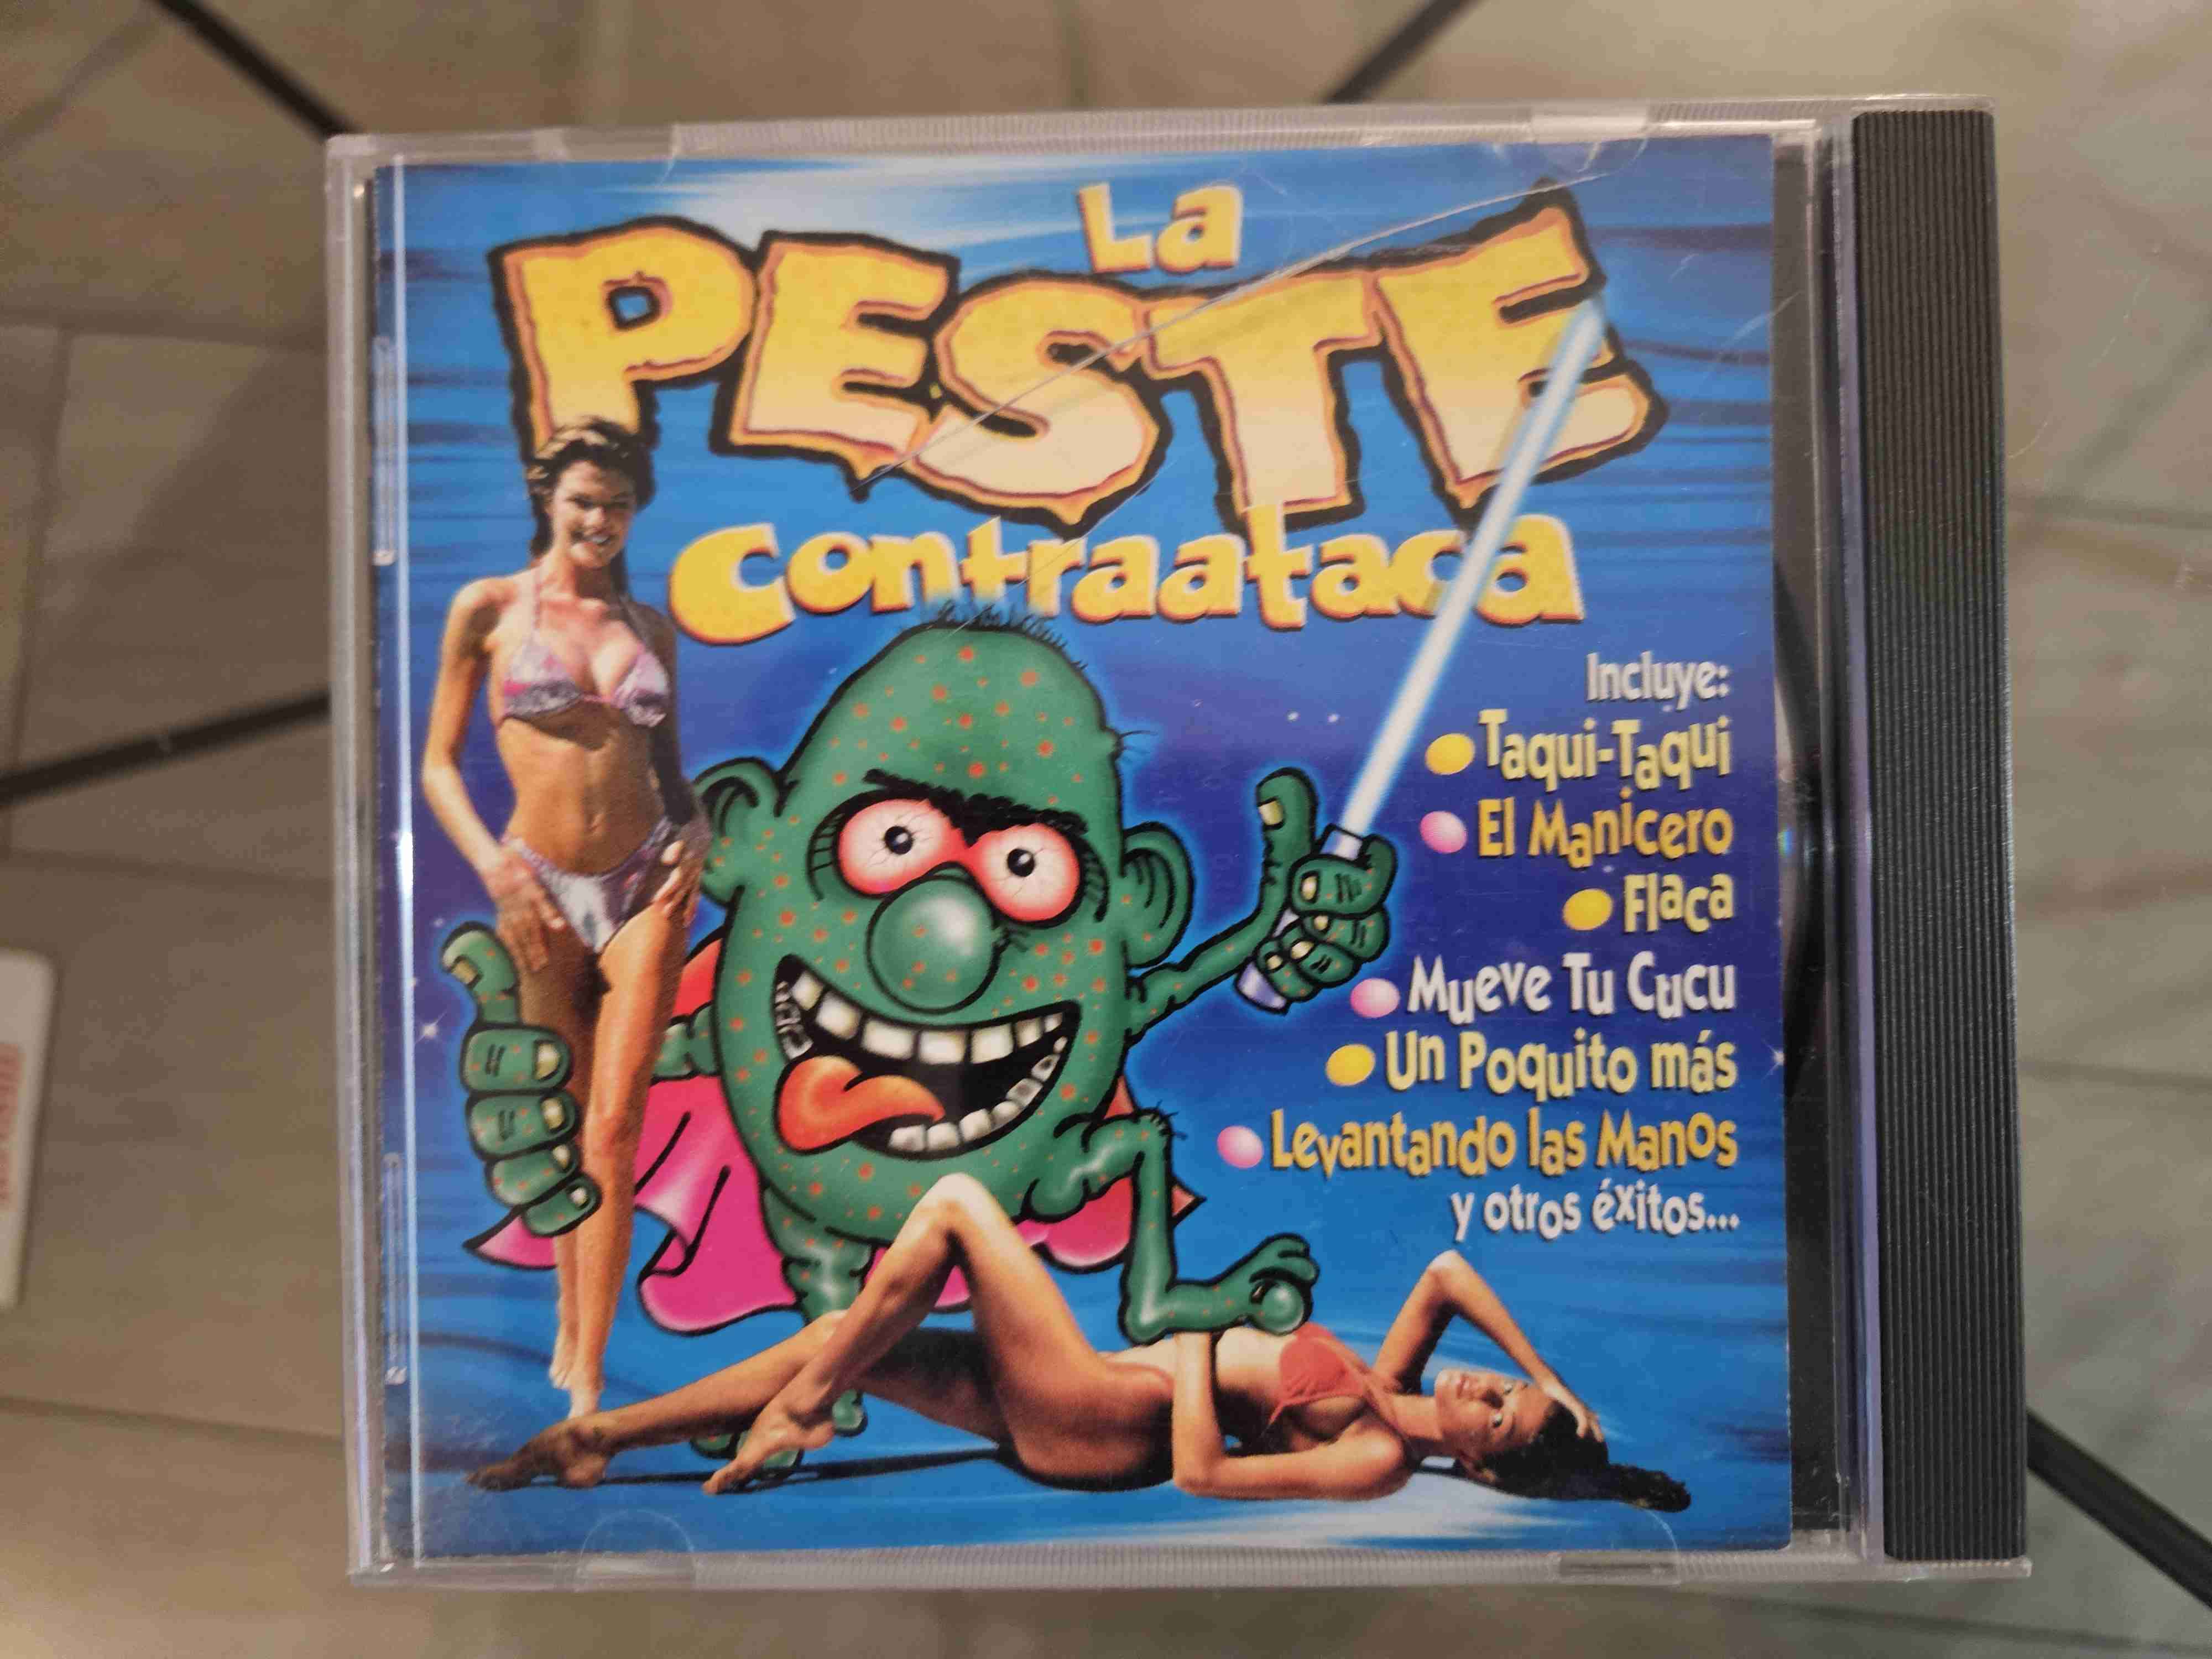 La
PESTE
contraataca
Incluye:
Taqui-Taqui
El Manicero
Flaca
Mueve Tu Cucu
Un Poquito más
Levantando las Manos
y otros éxitos...